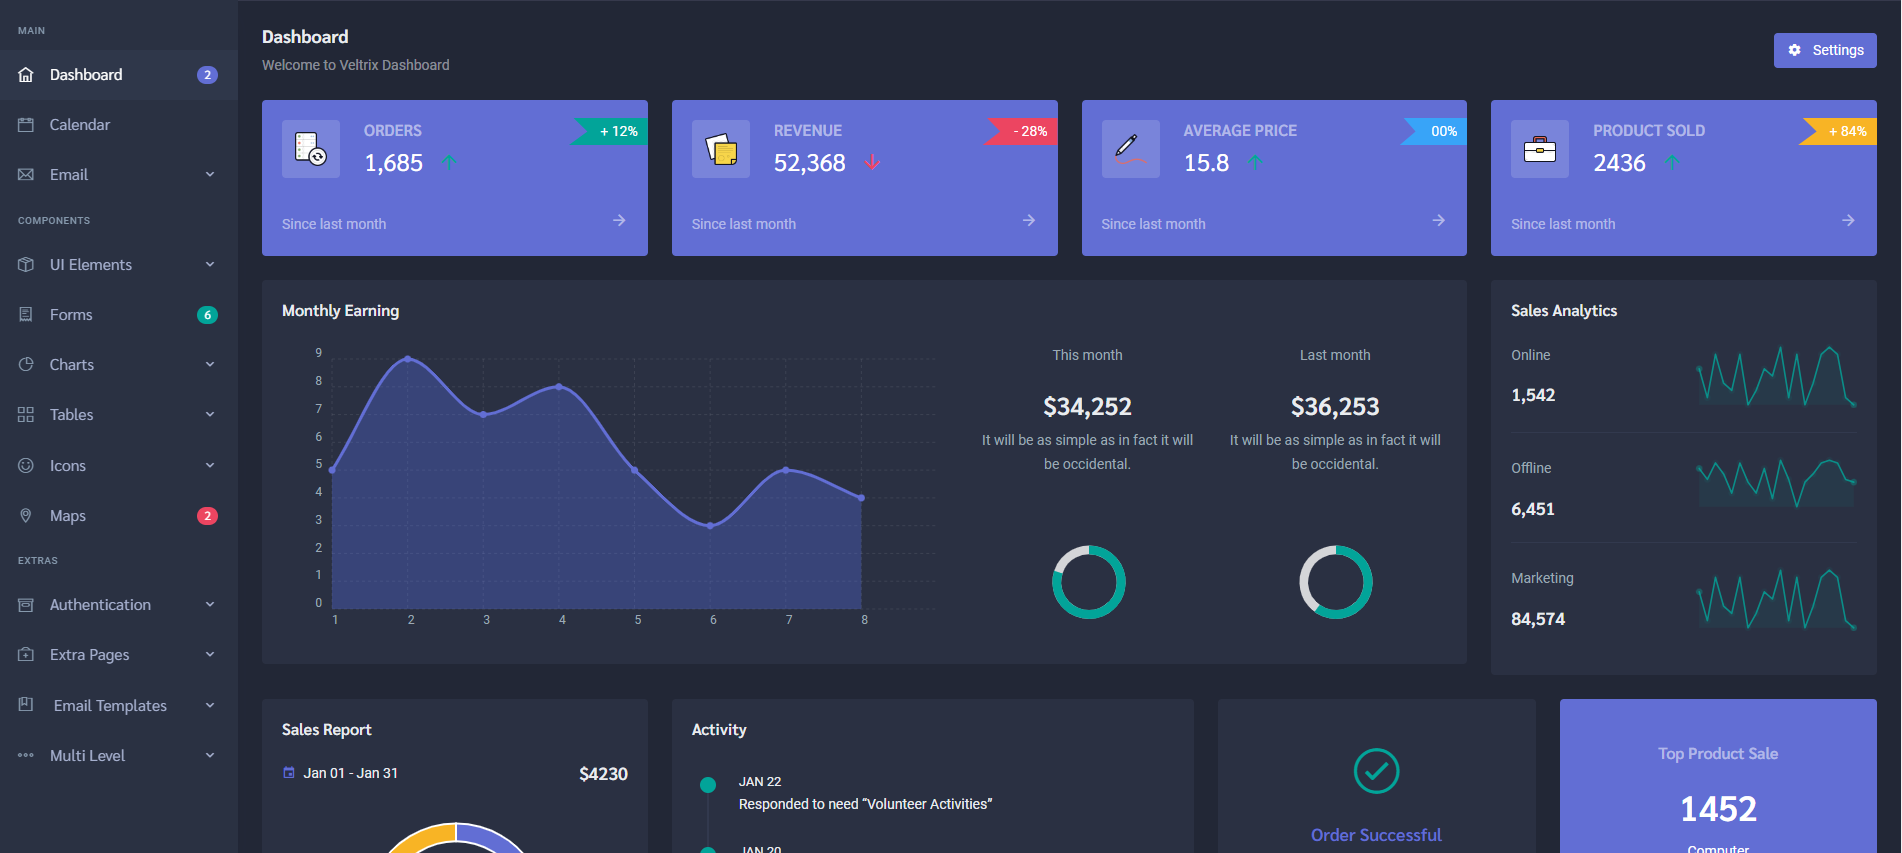 MAIN
Dashboard 2
Calendar
Email
COMPONENTS
UI Elements
Forms 6
Charts
Tables
Icons
Maps 2
EXTRAS
Authentication
Extra Pages
Email Templates
Multi Level
Dashboard
Welcome to Veltrix Dashboard
Settings
ORDERS
+ 12%
1,685
Since last month
REVENUE
- 28%
52,368
Since last month
AVERAGE PRICE
00%
15.8
Since last month
PRODUCT SOLD
+ 84%
2436
Since last month
Monthly Earning
9
8
7
6
5
4
3
2
1
0
1 2 3 4 5 6 7 8
This month
$34,252
It will be as simple as in fact it will
be occidental.
Last month
$36,253
It will be as simple as in fact it will
be occidental.
Sales Analytics
Online
1,542
Offline
6,451
Marketing
84,574
Sales Report
Jan 01 - Jan 31 $4230
Activity
JAN 22
Responded to need “Volunteer Activities”
JAN 20
Order Successful
Top Product Sale
1452
Computer